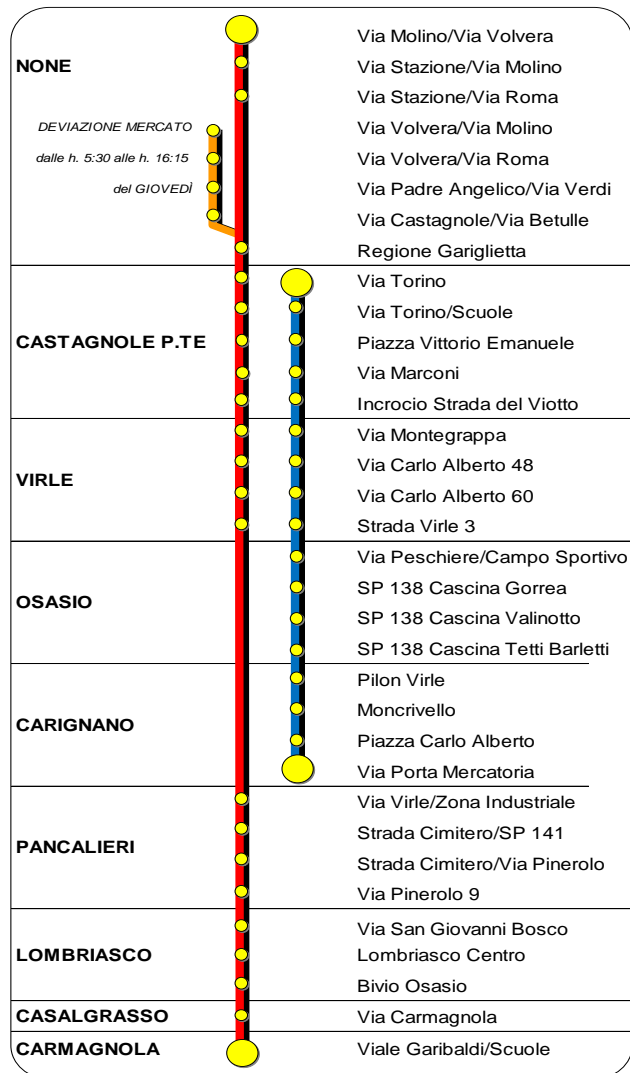 Via Molino/Via Volvera
NONE
Via Stazione/Via Molino
Via Stazione/Via Roma
DEVIAZIONE MERCATO
Via Volvera/Via Molino
dalle h. 5:30 alle h. 16:15
Via Volvera/Via Roma
del GIOVEDÌ
Via Padre Angelico/Via Verdi
Via Castagnole/Via Betulle
Regione Gariglietta
Via Torino
Via Torino/Scuole
CASTAGNOLE P.TE
Piazza Vittorio Emanuele
Via Marconi
Incrocio Strada del Viotto
Via Montegrappa
Via Carlo Alberto 48
VIRLE
Via Carlo Alberto 60
Strada Virle 3
Via Peschiere/Campo Sportivo
SP 138 Cascina Gorrea
OSASIO
SP 138 Cascina Valinotto
SP 138 Cascina Tetti Barletti
Pilon Virle
Moncrivello
CARIGNANO
Piazza Carlo Alberto
Via Porta Mercatoria
Via Virle/Zona Industriale
Strada Cimitero/SP 141
PANCALIERI
Strada Cimitero/Via Pinerolo
Via Pinerolo 9
Via San Giovanni Bosco
LOMBRIASCO
Lombriasco Centro
Bivio Osasio
CASALGRASSO
Via Carmagnola
CARMAGNOLA
Viale Garibaldi/Scuole